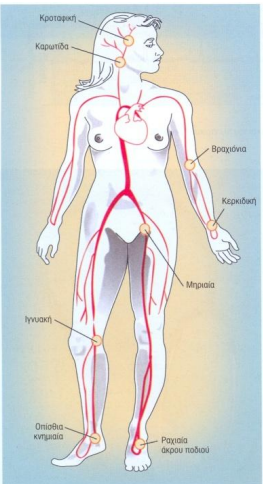 Κροταφική
Καρωτίδα
Βραχιόνια
Κερκιδική
Μηριαία
Ιγνυακή
Οπίσθια
κνημιαία
Ραχιαία
άκρου ποδιού